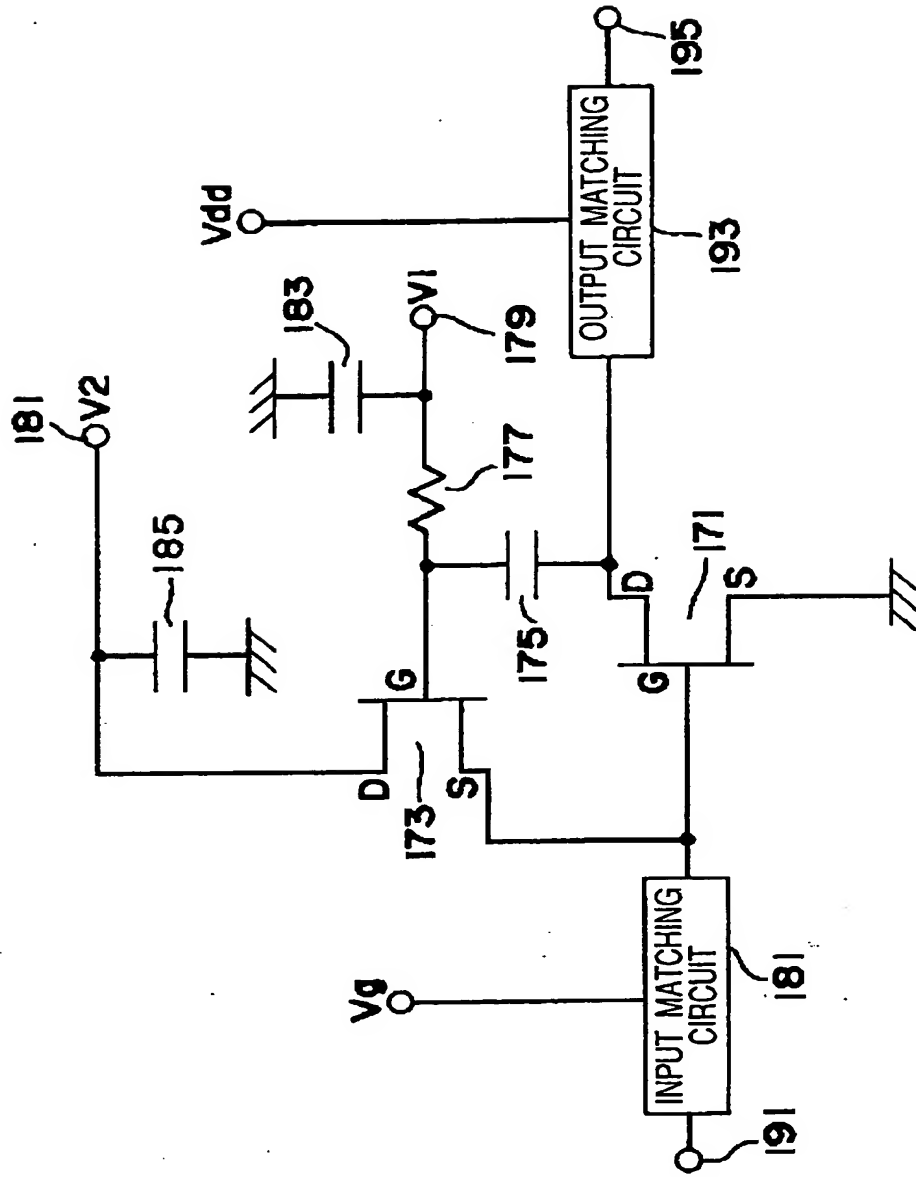 181
V2
Vdd
185
183
V1
179
177
195
OUTPUT MATCHING
CIRCUIT
193
175
D
171
S
G
G
D
173
S
Vg
INPUT MATCHING
CIRCUIT
181
191